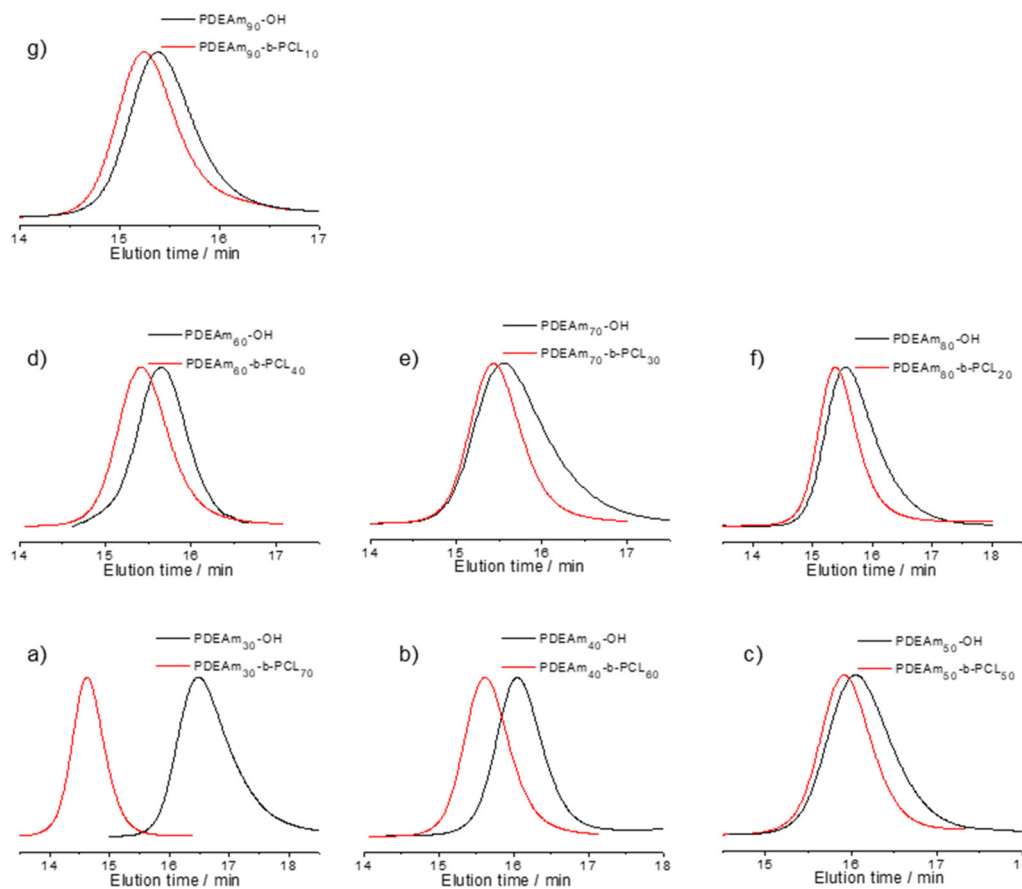 g)
PDEAm90-OH
PDEAm90-b-PCL10
14 15 16 17
Elution time / min
d)
PDEAm60-OH
PDEAm60-b-PCL40
14 15 16 17
Elution time / min
e)
PDEAm70-OH
PDEAm70-b-PCL30
14 15 16 17
Elution time / min
f)
PDEAm80-OH
PDEAm80-b-PCL20
14 15 16 17 18
Elution time / min
a)
PDEAm30-OH
PDEAm30-b-PCL70
14 15 16 17 18
Elution time / min
b)
PDEAm40-OH
PDEAm40-b-PCL60
14 15 16 17 18
Elution time / min
c)
PDEAm50-OH
PDEAm50-b-PCL50
15 16 17
Elution time / min